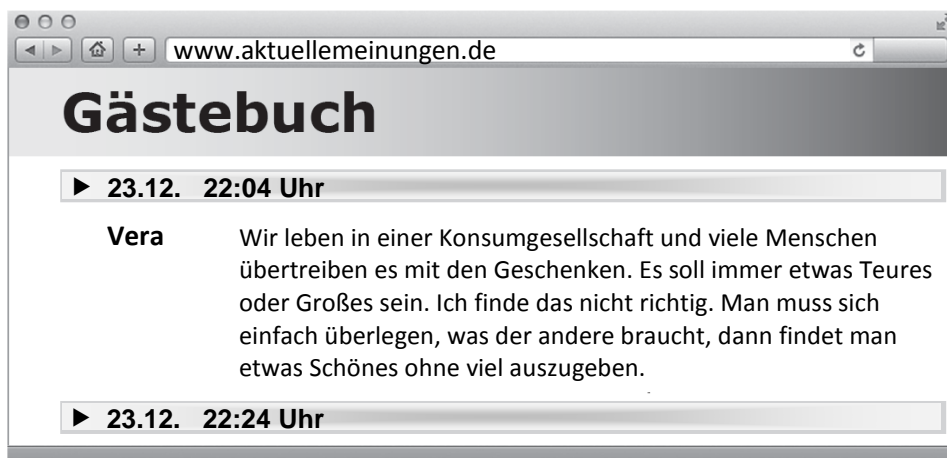 www.aktuellemeinungen.de
Gästebuch
23.12. 22:04 Uhr
Vera Wir leben in einer Konsumgesellschaft und viele Menschen
übertreiben es mit den Geschenken. Es soll immer etwas Teures
oder Großes sein. Ich finde das nicht richtig. Man muss sich
einfach überlegen, was der andere braucht, dann findet man
etwas Schönes ohne viel auszugeben.
23.12. 22:24 Uhr